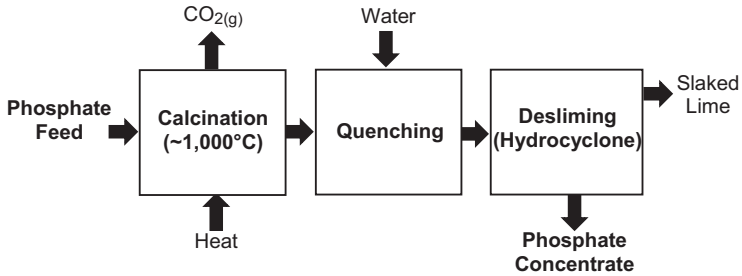 CO2(g)
Water
Phosphate
Feed
Calcination
(~1,000°C)
Quenching
Desliming
(Hydrocyclone)
Slaked
Lime
Heat
Phosphate
Concentrate